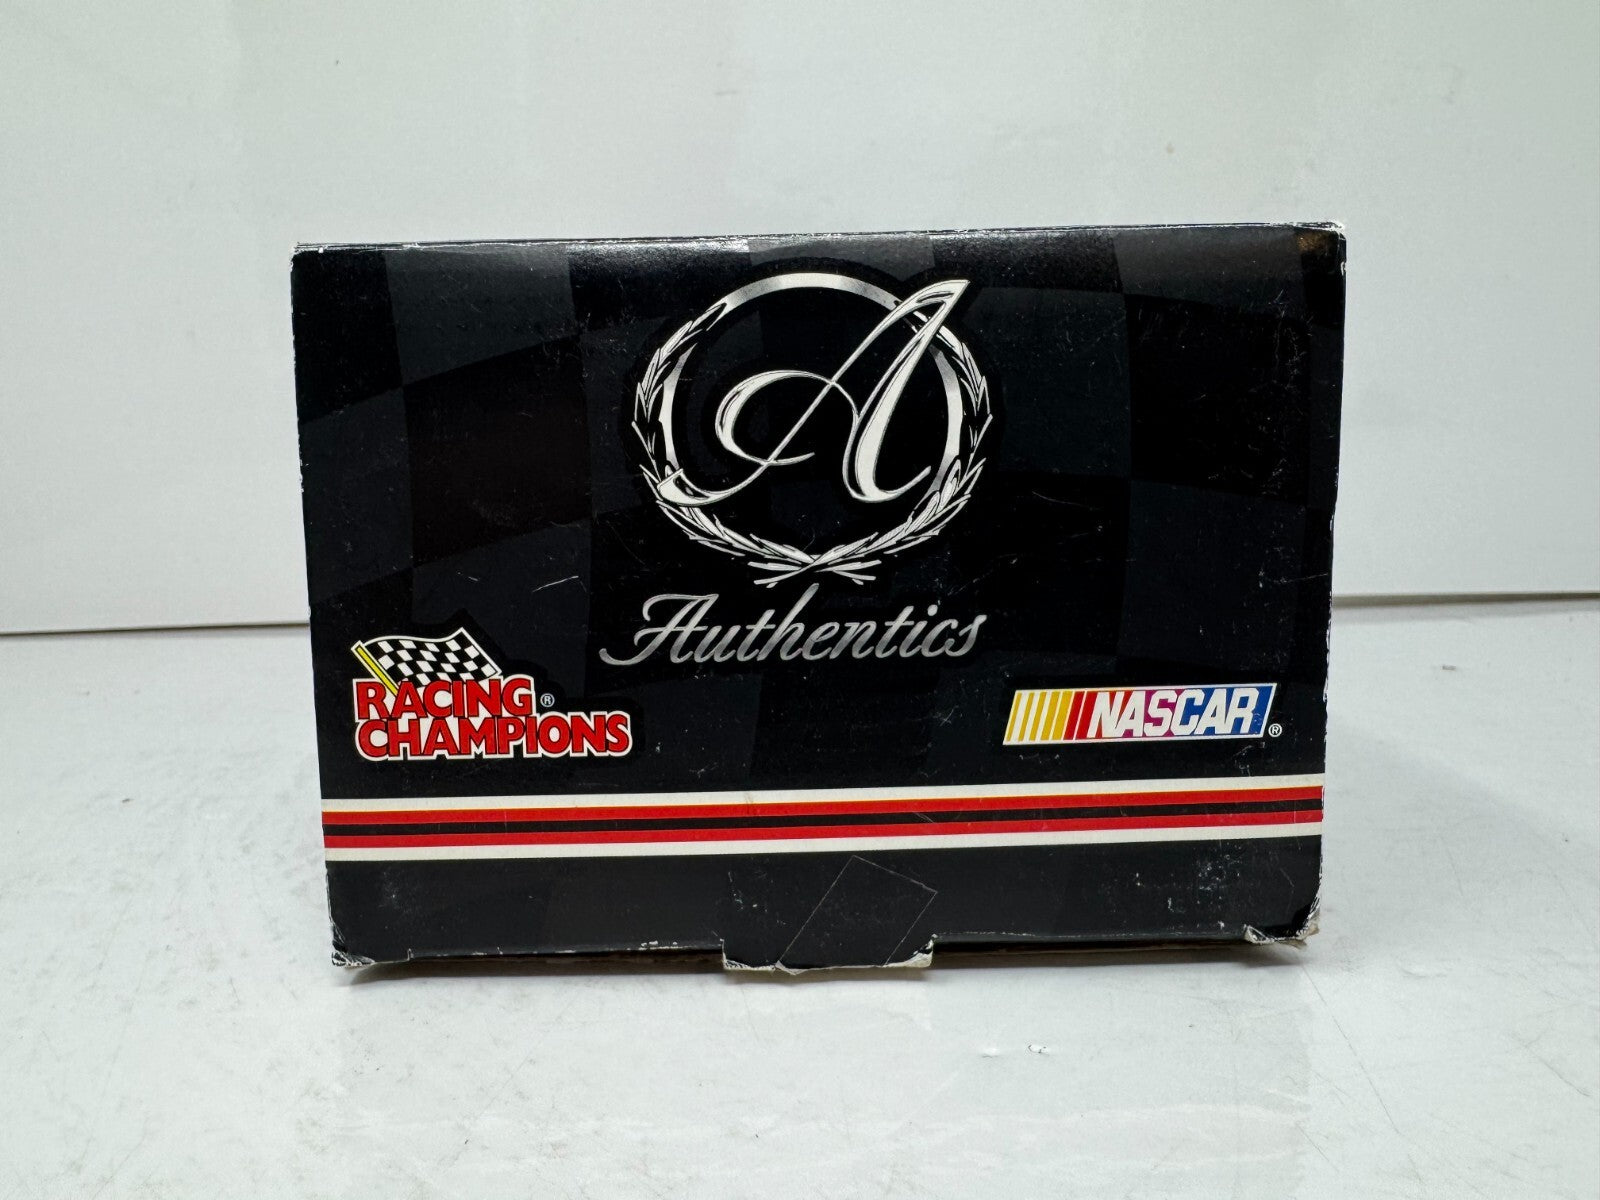 A
Authentics
RACING ®
CHAMPIONS
NASCAR ®